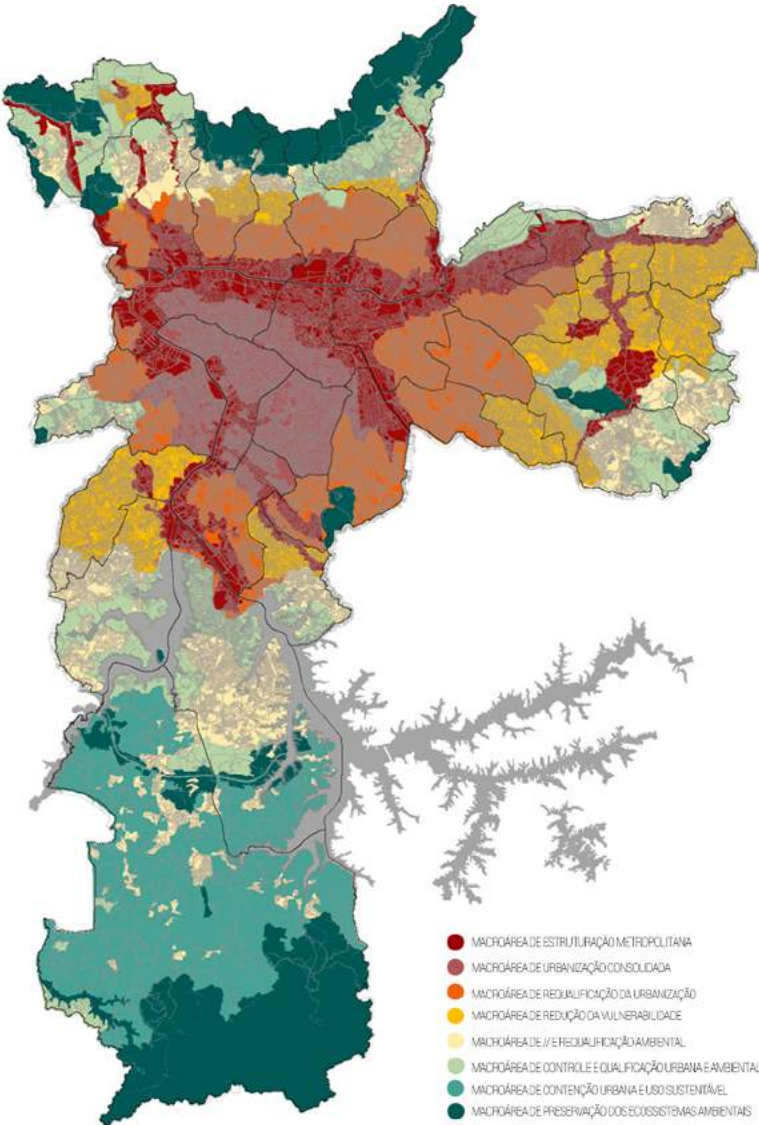 MACROÁREA DE ESTRUTURAÇÃO METROPOLITANA
MACROÁREA DE URBANIZAÇÃO CONSOLIDADA
MACROÁREA DE REQUALIFICAÇÃO DA URBANIZAÇÃO
MACROÁREA DE REDUÇÃO DA VULNERABILIDADE
MACROÁREA DE // E REQUALIFICAÇÃO AMBIENTAL
MACROÁREA DE CONTROLE E QUALIFICAÇÃO URBANA E AMBIENTAL
MACROÁREA DE CONTENÇÃO URBANA E USO SUSTENTÁVEL
MACROÁREA DE PRESERVAÇÃO DOS ECOSSISTEMAS AMBIENTAIS